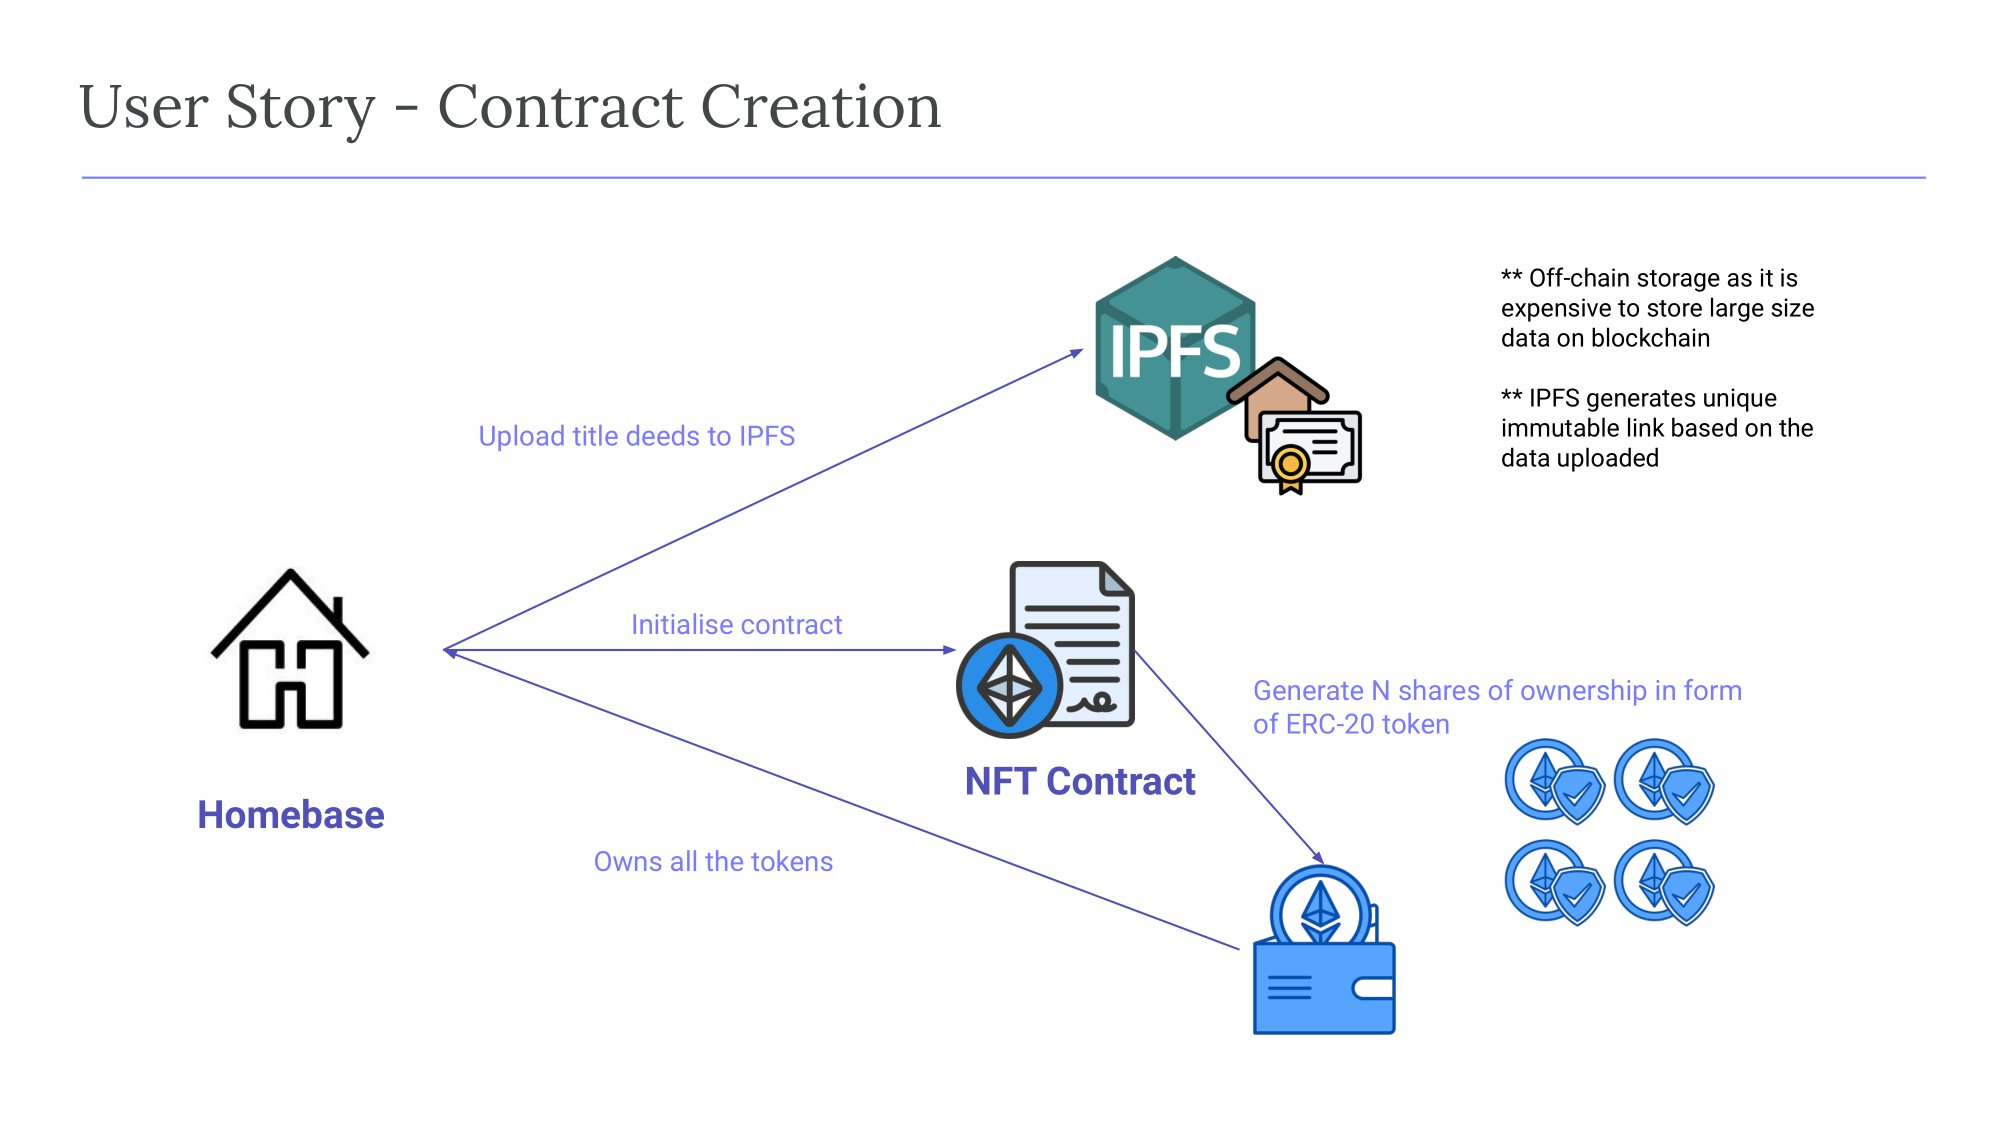 User Story - Contract Creation
IPFS
** Off-chain storage as it is
expensive to store large size
data on blockchain
** IPFS generates unique
immutable link based on the
data uploaded
Upload title deeds to IPFS
Initialise contract
Generate N shares of ownership in form
of ERC-20 token
NFT Contract
Homebase
Owns all the tokens